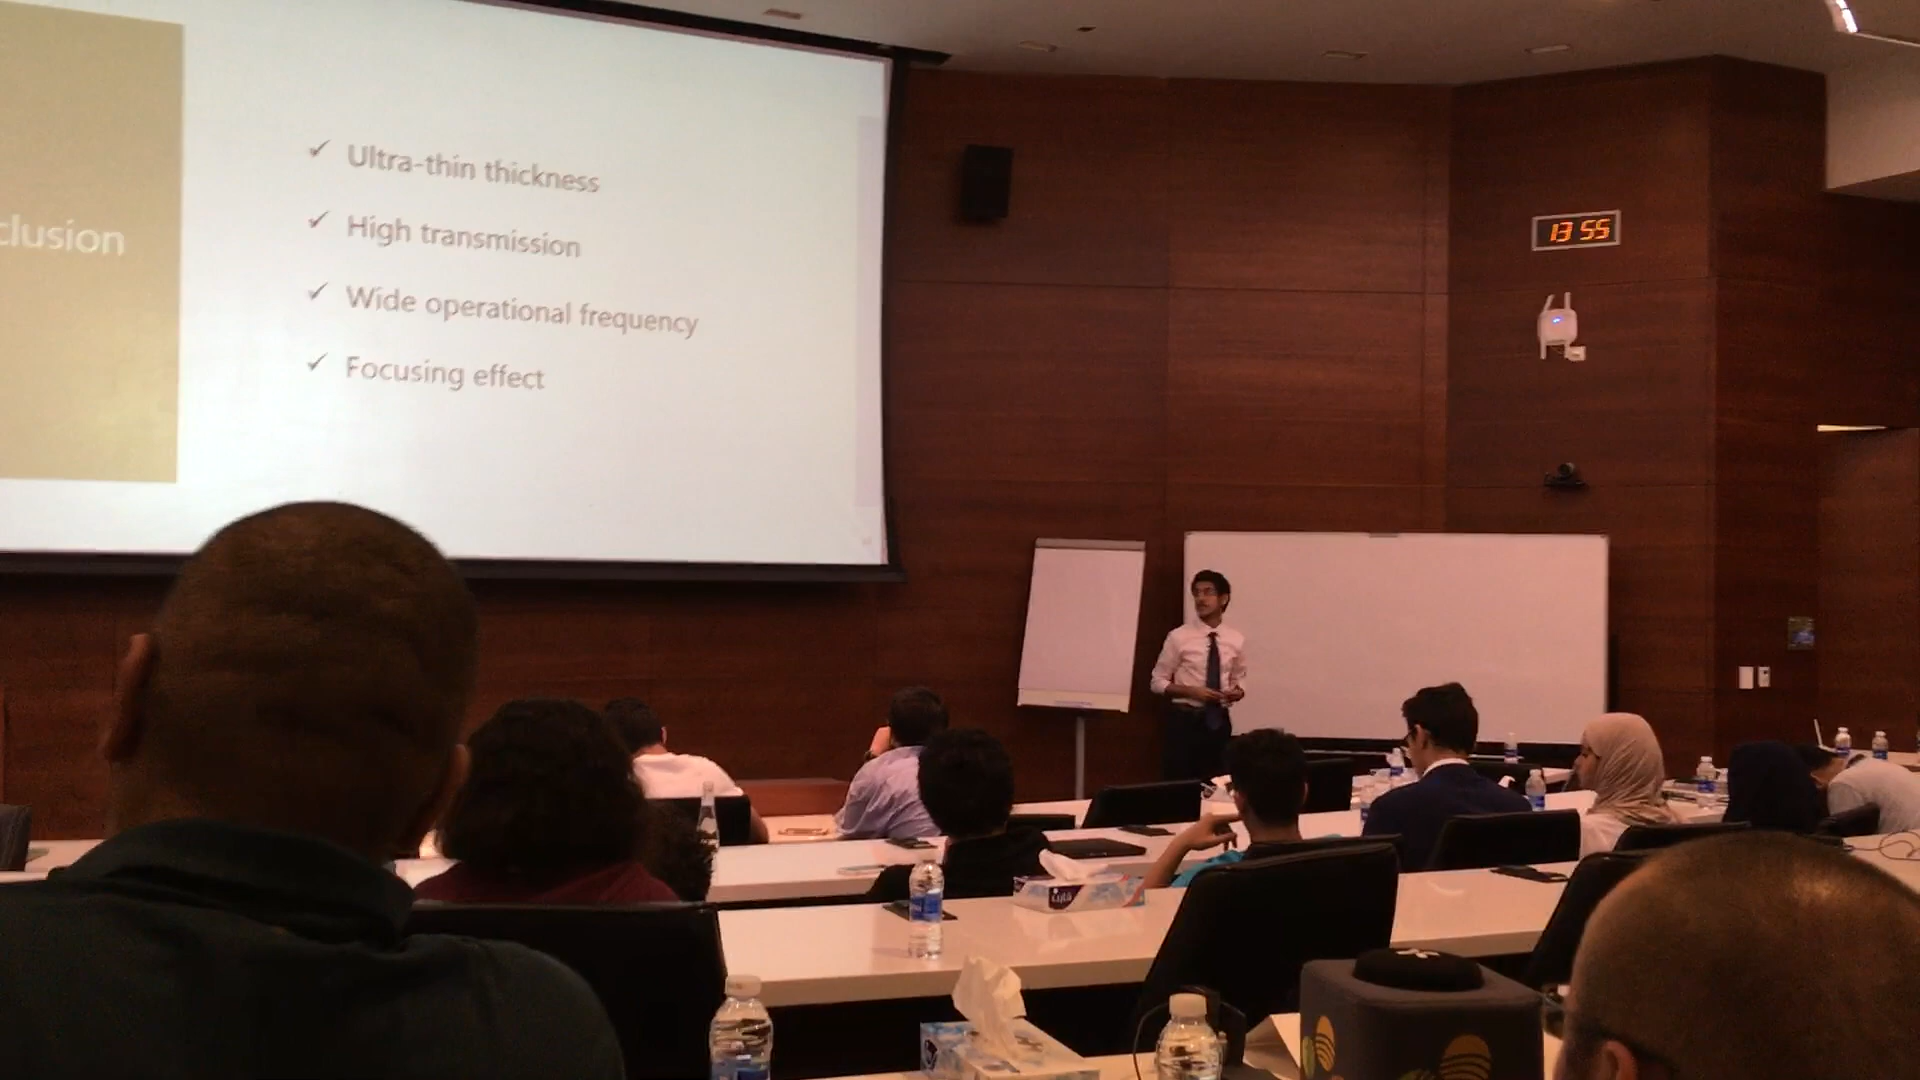 clusion
✓ Ultra-thin thickness
✓ High transmission
✓ Wide operational frequency
✓ Focusing effect
13 55